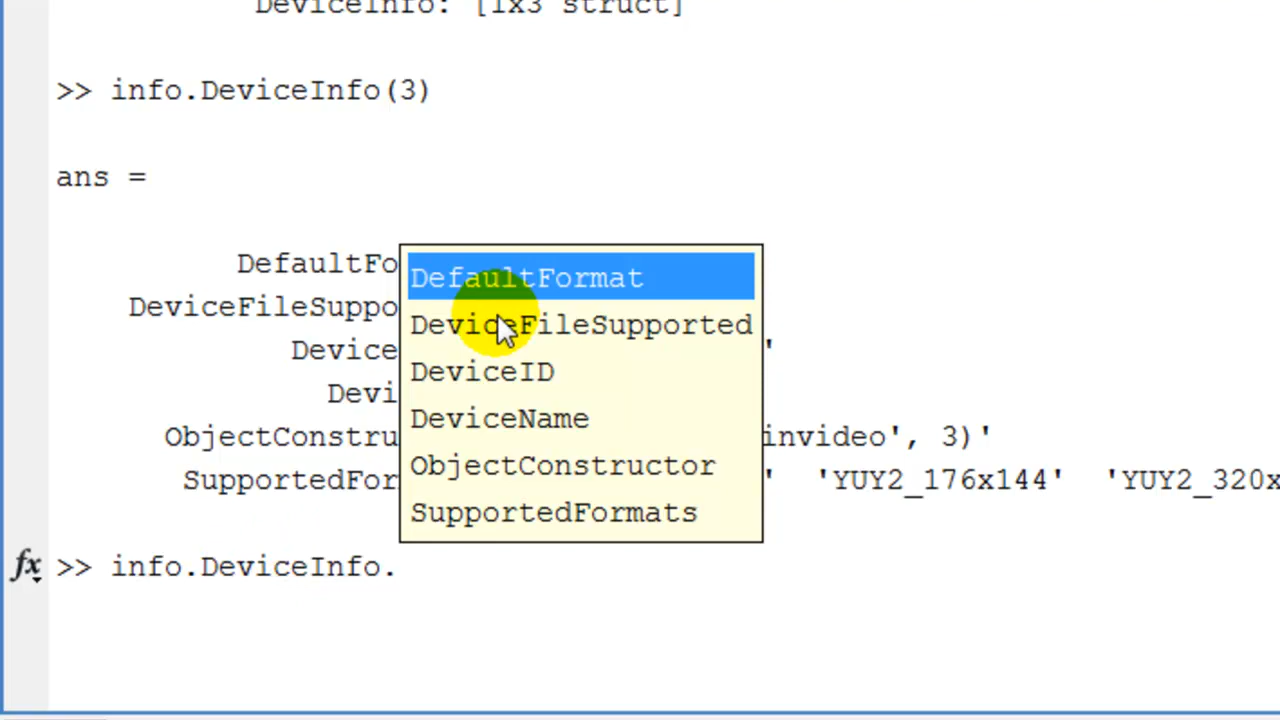 DeviceInfo: [1x3 struct]
>> info.DeviceInfo(3)
ans =
DefaultFo
DeviceFileSuppo
Device '
Devi
ObjectConstru invideo', 3)'
SupportedFor ' 'YUY2_176x144' 'YUY2_320x
DefaultFormat
DeviceFileSupported
DeviceID
DeviceName
ObjectConstructor
SupportedFormats
fx >> info.DeviceInfo.